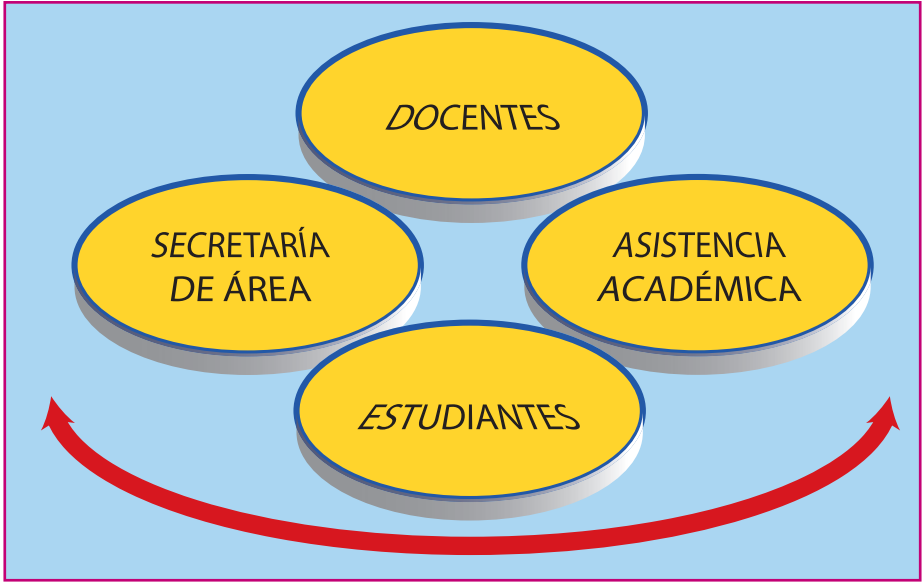 DOCENTES
SECRETARÍA
DE ÁREA
ASISTENCIA
ACADÉMICA
ESTUDIANTES